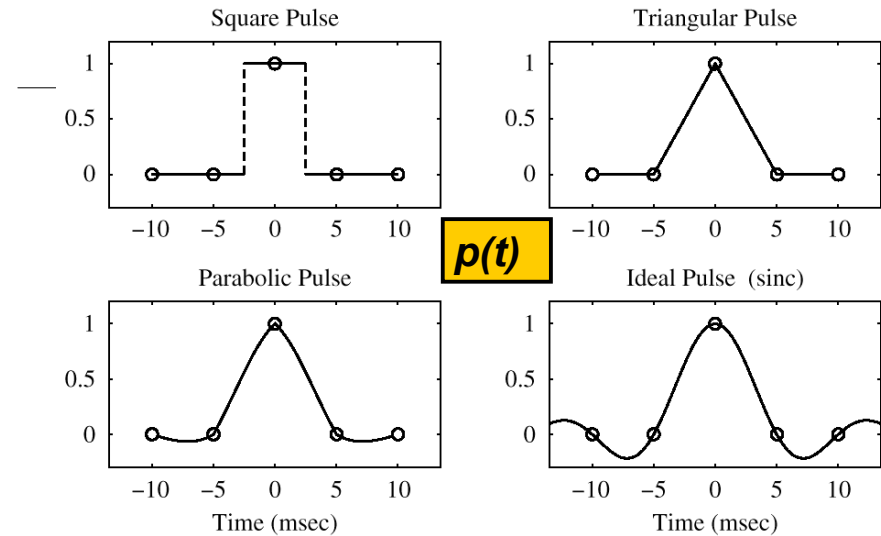 Square Pulse
Triangular Pulse
1
0.5
0
−10 −5 0 5 10
1
0.5
0
−10 −5 0 5 10
p(t)
Parabolic Pulse
Ideal Pulse (sinc)
1
0.5
0
−10 −5 0 5 10
Time (msec)
1
0.5
0
−10 −5 0 5 10
Time (msec)